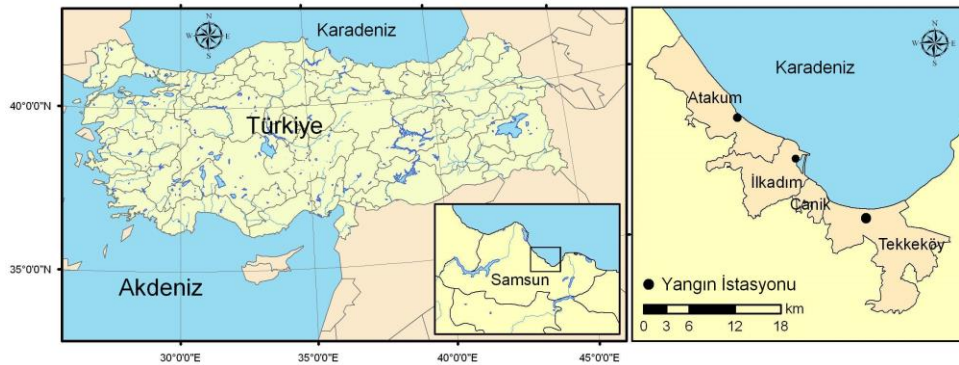 N
W E
S
Karadeniz
40°0'0"N
Türkiye
35°0'0"N
Akdeniz
Samsun
30°0'0"E
35°0'0"E
40°0'0"E
45°0'0"E
N
W E
S
Karadeniz
Atakum
İlkadım
Canik
Tekkeköy
Yangın İstasyonu
km
0 3 6 12 18